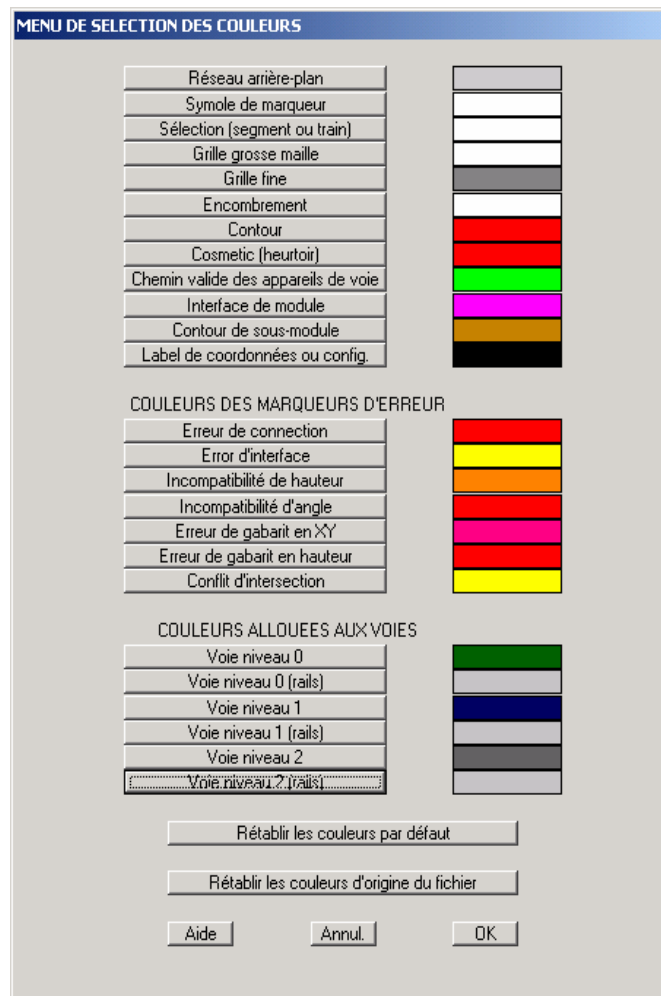 MENU DE SELECTION DES COULEURS
Réseau arrière-plan
Symole de marqueur
Sélection (segment ou train)
Grille grosse maille
Grille fine
Encombrement
Contour
Cosmetic (heurtoir)
Chemin valide des appareils de voie
Interface de module
Contour de sous-module
Label de coordonnées ou config.
COULEURS DES MARQUEURS D'ERREUR
Erreur de connection
Error d'interface
Incompatibilité de hauteur
Incompatibilité d'angle
Erreur de gabarit en XY
Erreur de gabarit en hauteur
Conflit d'intersection
COULEURS ALLOUEES AUX VOIES
Voie niveau 0
Voie niveau 0 (rails)
Voie niveau 1
Voie niveau 1 (rails)
Voie niveau 2
Voie niveau 2 (rails)
Rétablir les couleurs par défaut
Rétablir les couleurs d'origine du fichier
Aide Annul. OK